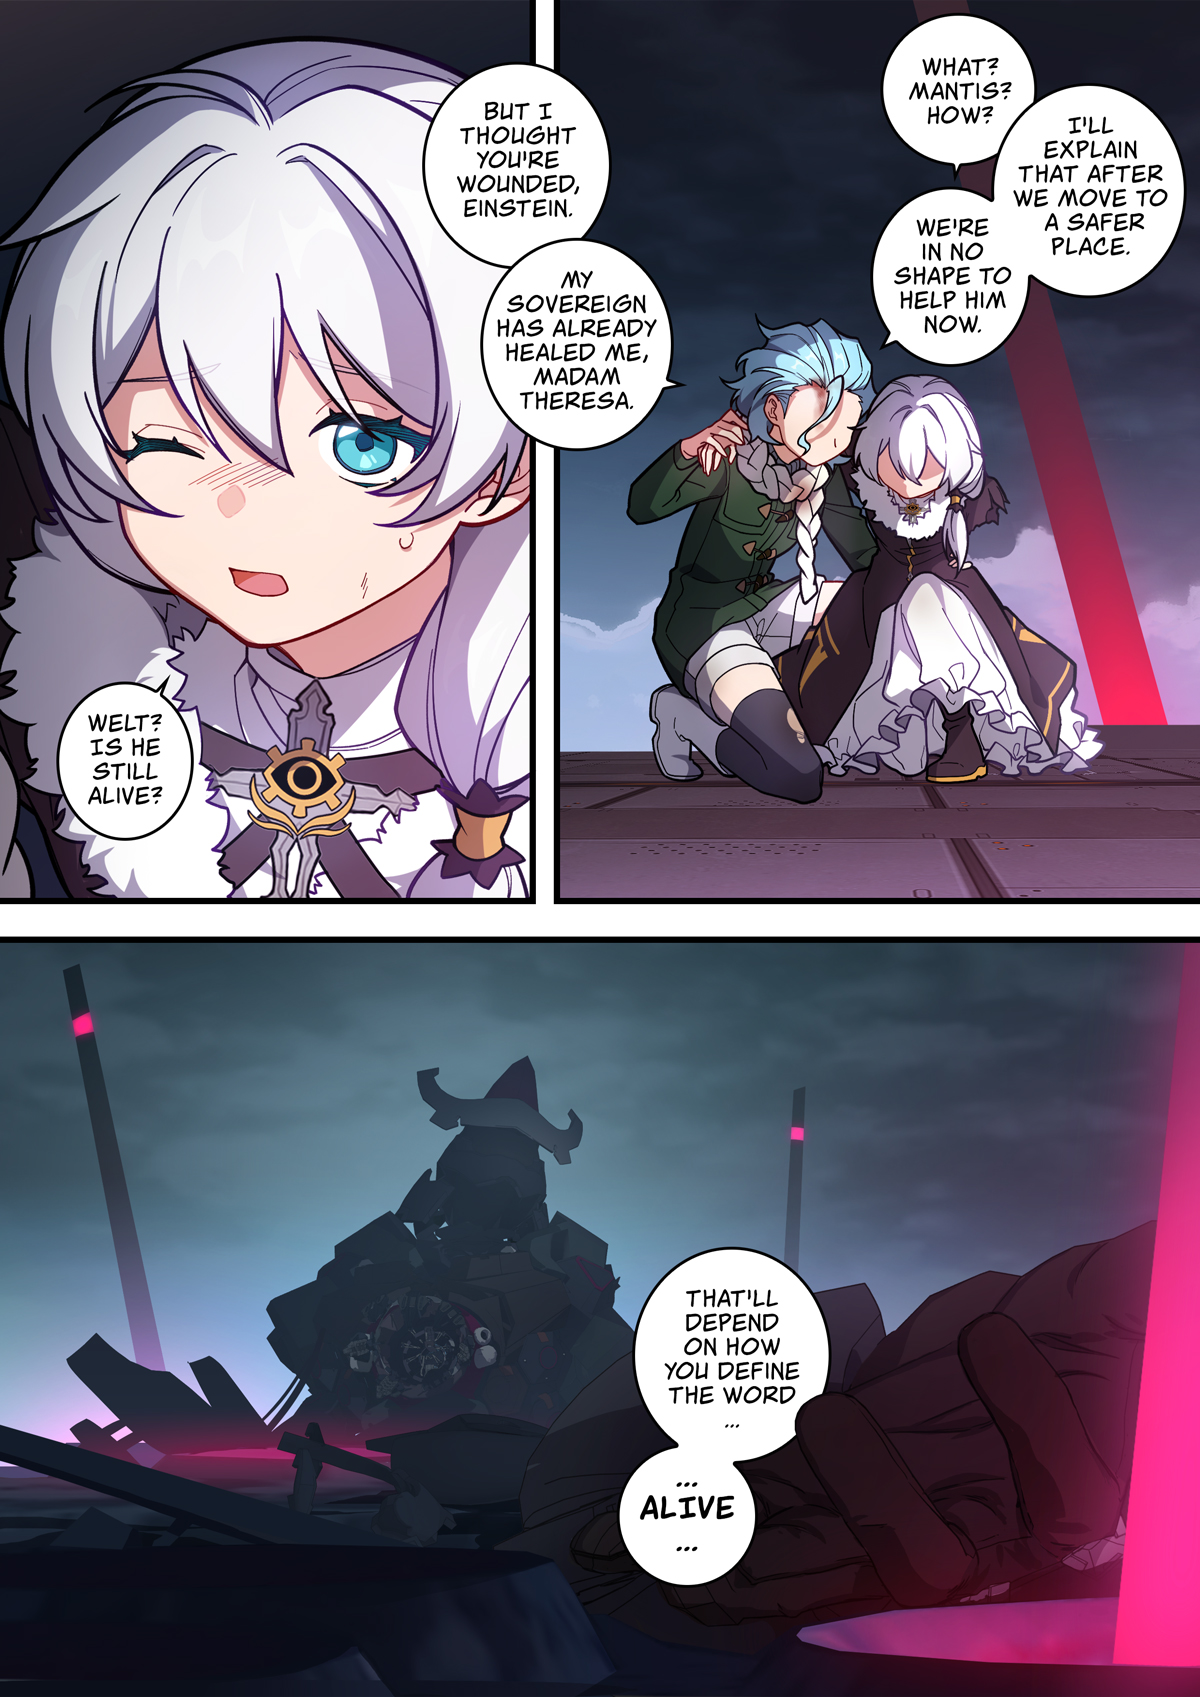 BUT I
THOUGHT
YOU'RE
WOUNDED,
EINSTEIN.
MY
SOVEREIGN
HAS ALREADY
HEALED ME,
MADAM
THERESA.
WELT?
IS HE
STILL
ALIVE?
WHAT?
MANTIS?
HOW?
I'LL
EXPLAIN
THAT AFTER
WE MOVE TO
A SAFER
PLACE.
WE'RE
IN NO
SHAPE TO
HELP HIM
NOW.
THAT'LL
DEPEND
ON HOW
YOU DEFINE
THE WORD
...
...
ALIVE
...